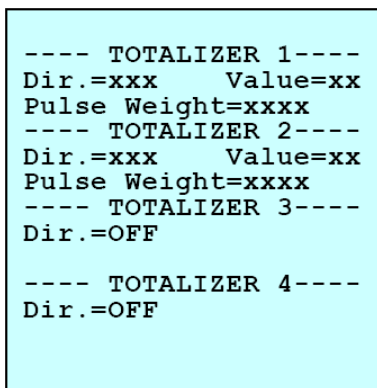 ---- TOTALIZER 1----
Dir.=xxx    Value=xx
Pulse Weight=xxxx
---- TOTALIZER 2----
Dir.=xxx    Value=xx
Pulse Weight=xxxx
---- TOTALIZER 3----
Dir.=OFF
---- TOTALIZER 4----
Dir.=OFF